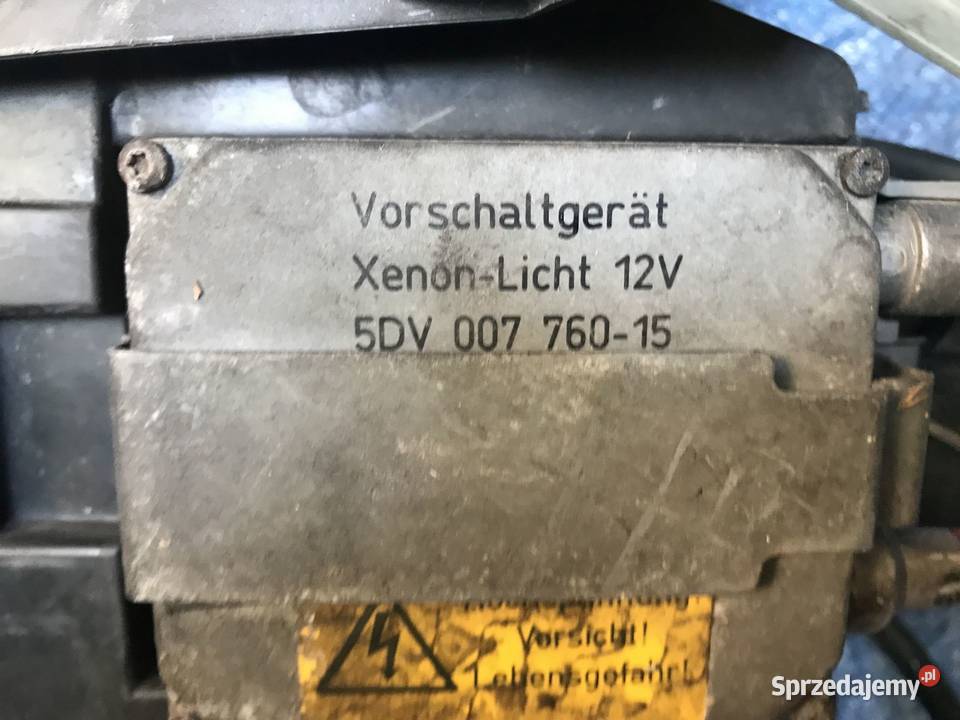 Vorschaltgerät
Xenon-Licht 12V
5DV 007 760-15
Vorsicht!
Lebensgefahr!
Sprzedajemy.pl